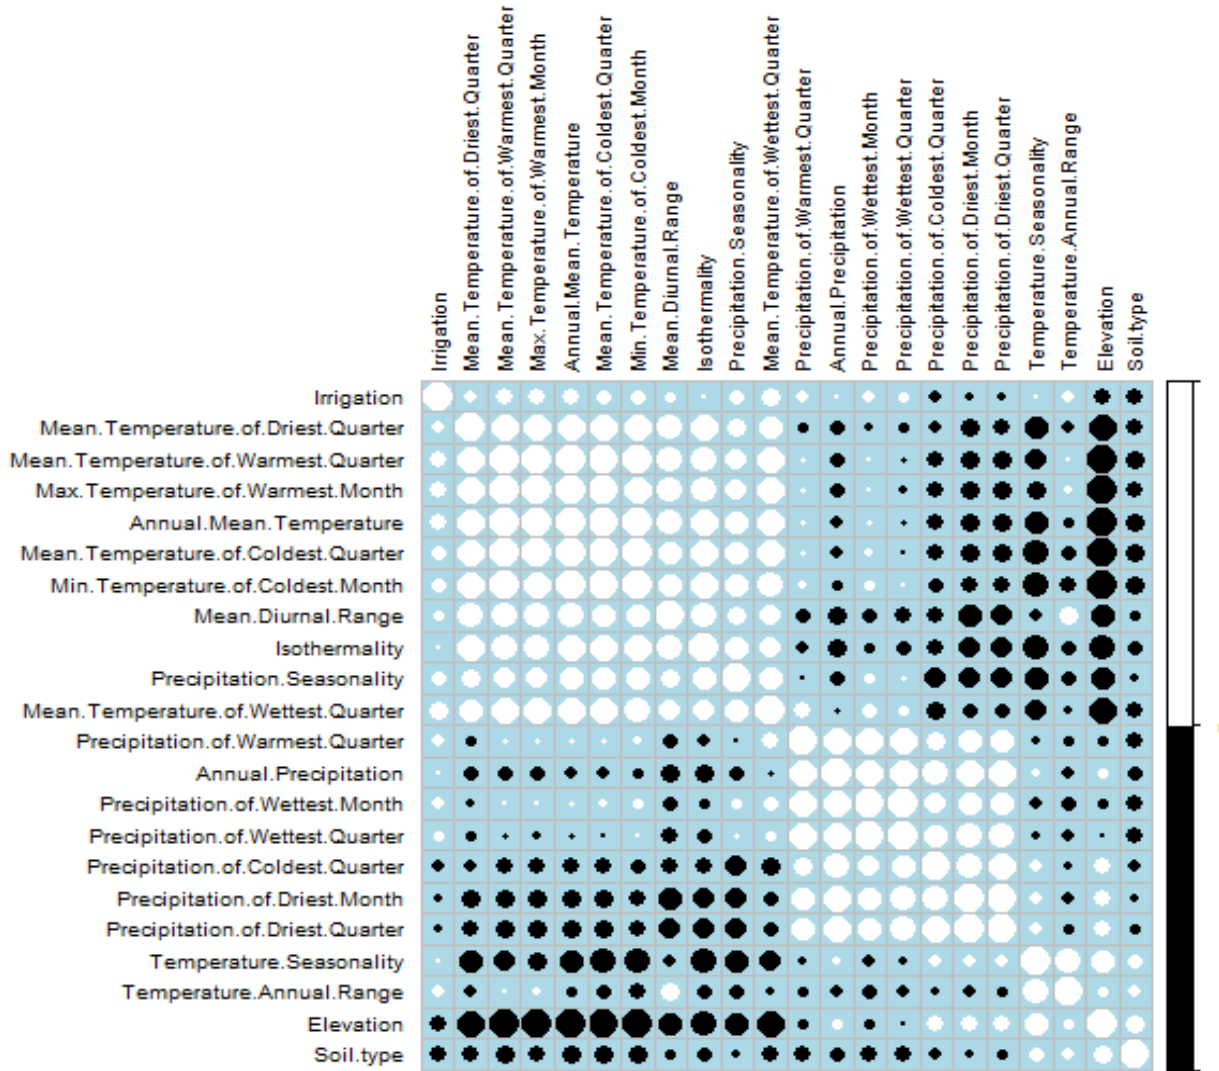 Irrigation
Mean.Temperature.of.Driest.Quarter
Mean.Temperature.of.Warmest.Quarter
Max.Temperature.of.Warmest.Month
Annual.Mean.Temperature
Mean.Temperature.of.Coldest.Quarter
Min.Temperature.of.Coldest.Month
Mean.Diurnal.Range
Isothermality
Precipitation.Seasonality
Mean.Temperature.of.Wettest.Quarter
Precipitation.of.Warmest.Quarter
Annual.Precipitation
Precipitation.of.Wettest.Month
Precipitation.of.Wettest.Quarter
Precipitation.of.Coldest.Quarter
Precipitation.of.Driest.Month
Precipitation.of.Driest.Quarter
Temperature.Seasonality
Temperature.Annual.Range
Elevation
Soil.type
Irrigation
Mean.Temperature.of.Driest.Quarter
Mean.Temperature.of.Warmest.Quarter
Max.Temperature.of.Warmest.Month
Annual.Mean.Temperature
Mean.Temperature.of.Coldest.Quarter
Min.Temperature.of.Coldest.Month
Mean.Diurnal.Range
Isothermality
Precipitation.Seasonality
Mean.Temperature.of.Wettest.Quarter
Precipitation.of.Warmest.Quarter
Annual.Precipitation
Precipitation.of.Wettest.Month
Precipitation.of.Wettest.Quarter
Precipitation.of.Coldest.Quarter
Precipitation.of.Driest.Month
Precipitation.of.Driest.Quarter
Temperature.Seasonality
Temperature.Annual.Range
Elevation
Soil.type